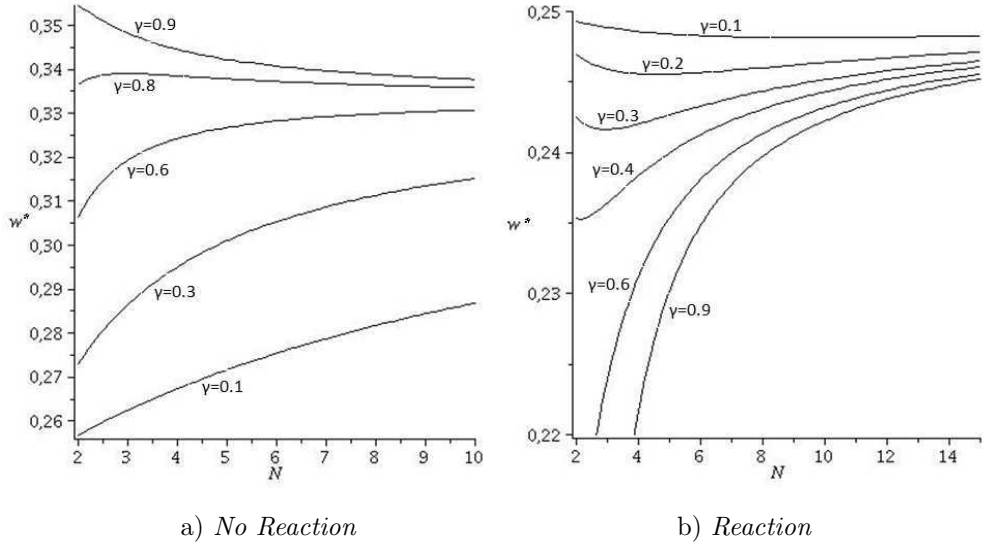 0,35
0,34
0,33
0,32
0,31
w*
0,30
0,29
0,28
0,27
0,26
2 3 4 5 6 7 8 9 10
N
γ=0.9
γ=0.8
γ=0.6
γ=0.3
γ=0.1
a) No Reaction
0,25
0,24
w*
0,23
0,22
2 4 6 8 10 12 14
N
γ=0.1
γ=0.2
γ=0.3
γ=0.4
γ=0.6
γ=0.9
b) Reaction